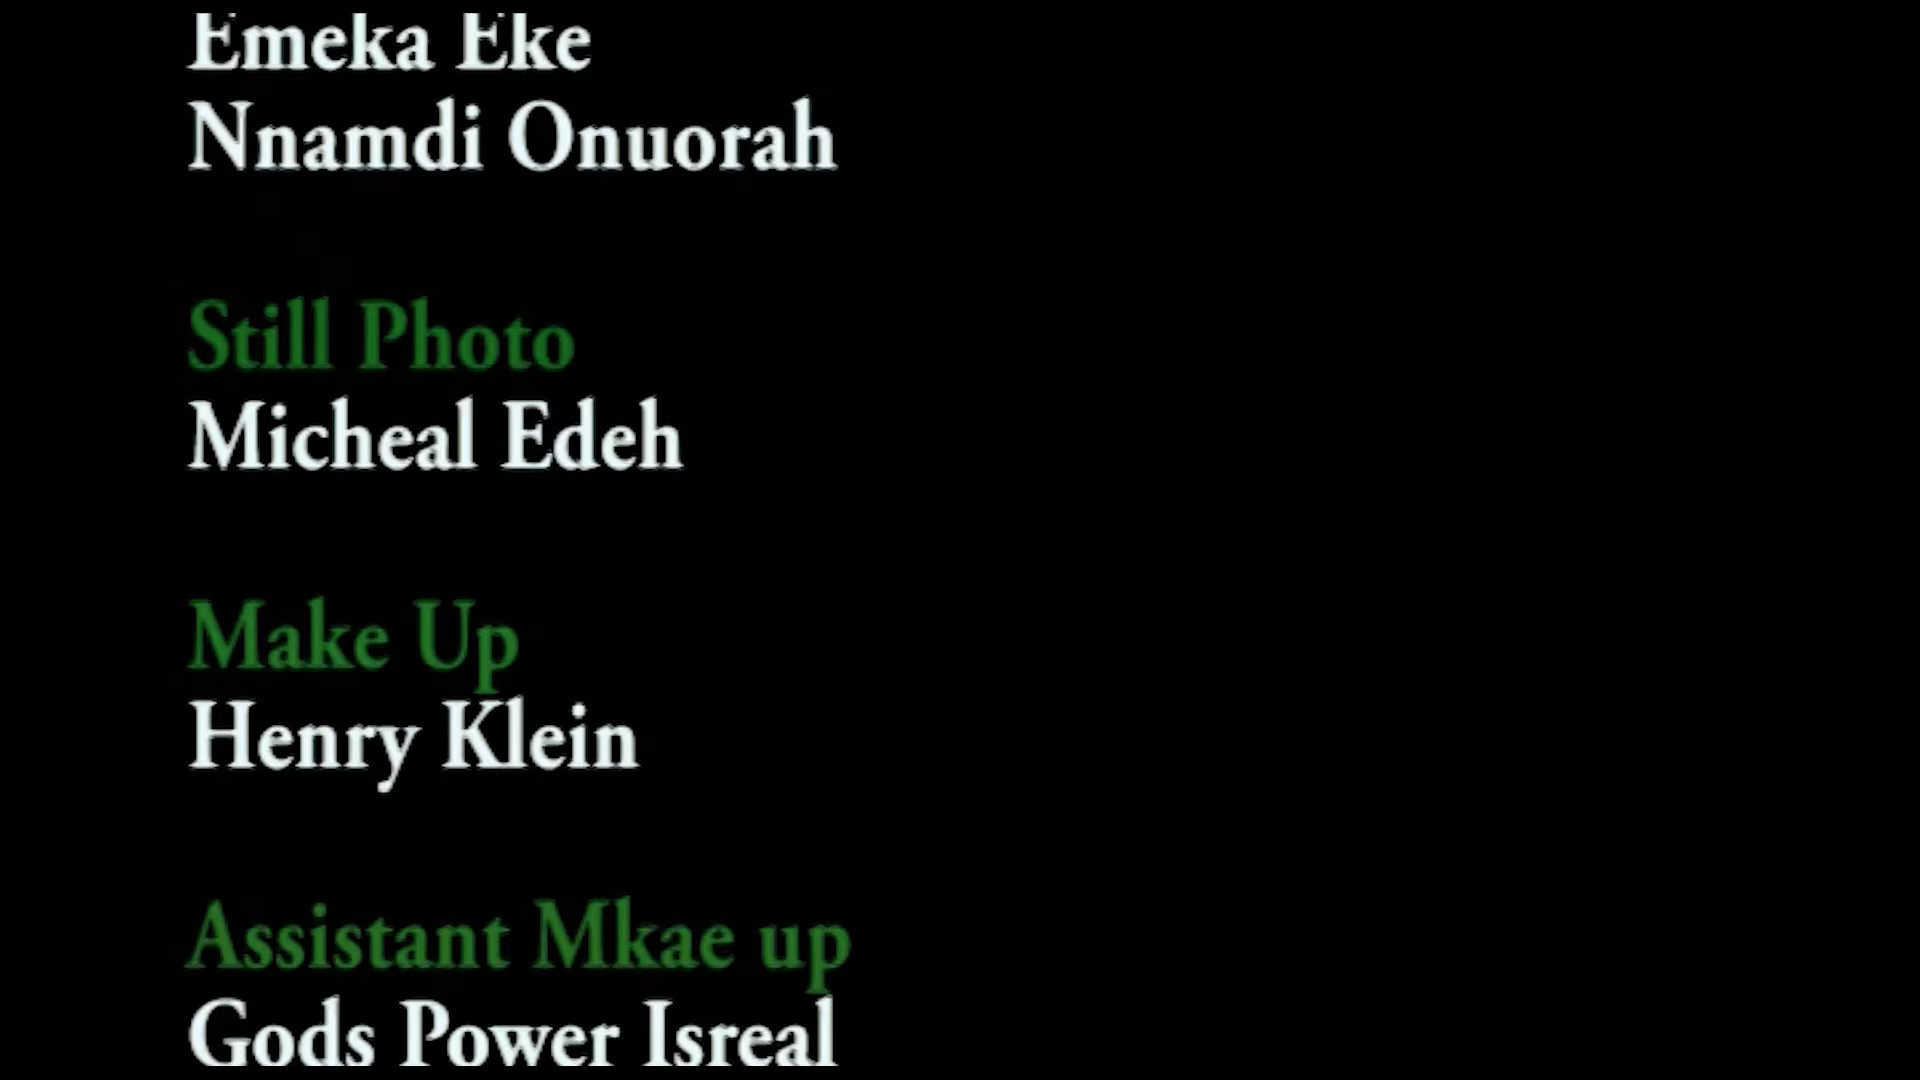 Emeka Eke
Nnamdi Onuorah
Still Photo
Micheal Edeh
Make Up
Henry Klein
Assistant Mkae up
Gods Power Isreal